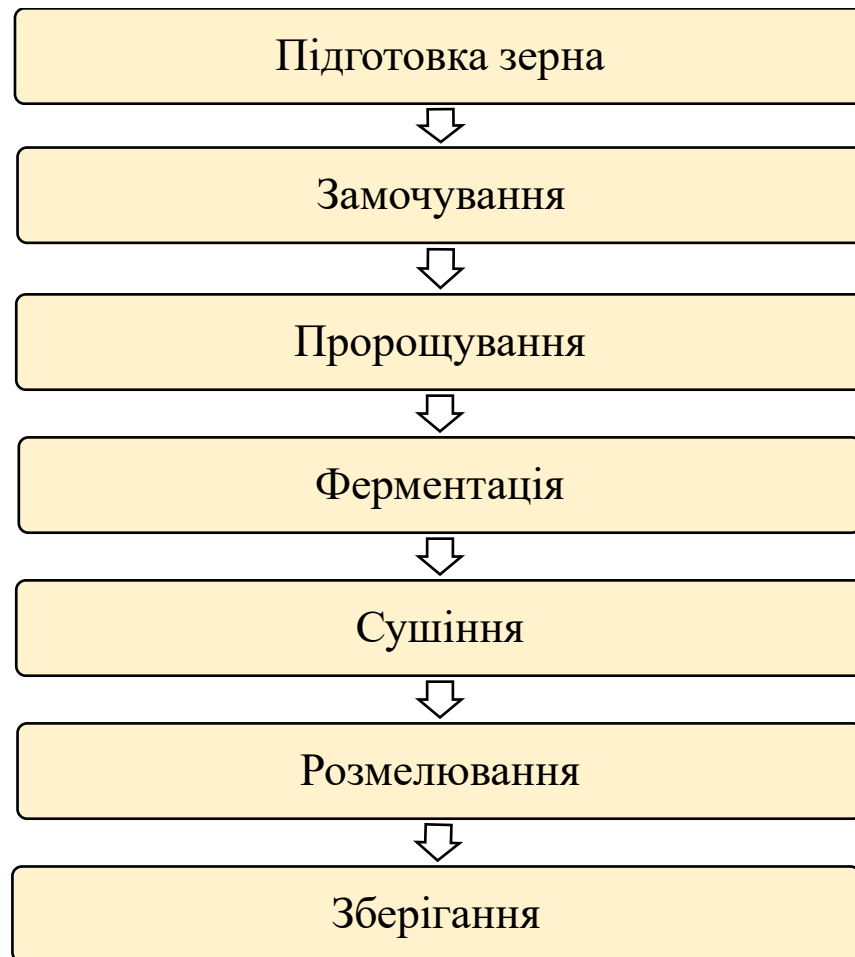 Підготовка зерна
Замочування
Пророщування
Ферментація
Сушіння
Розмелювання
Зберігання